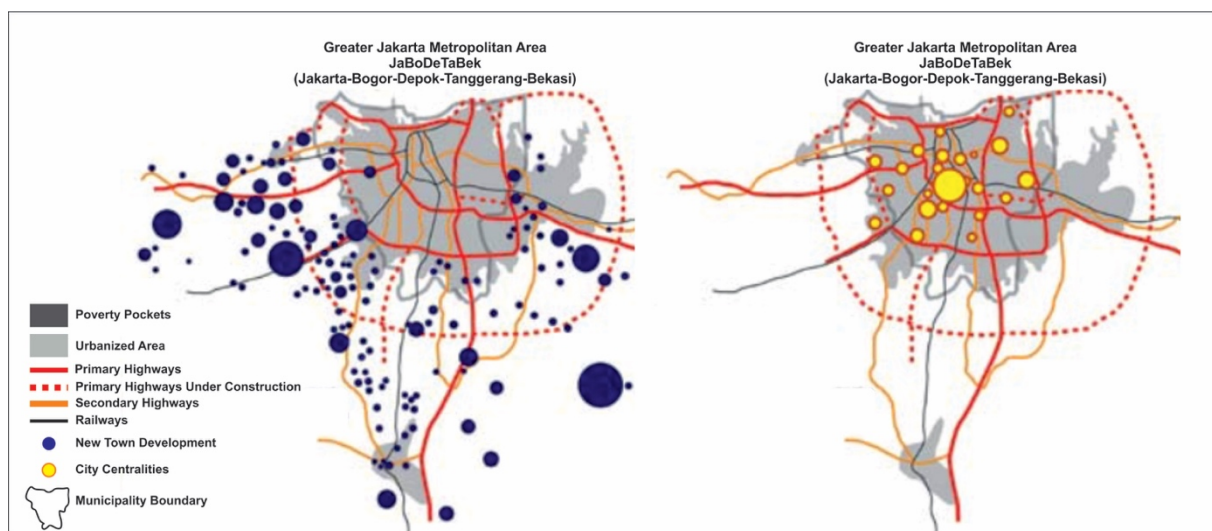 Greater Jakarta Metropolitan Area
JaBoDeTaBek
(Jakarta-Bogor-Depok-Tanggerang-Bekasi)
Greater Jakarta Metropolitan Area
JaBoDeTaBek
(Jakarta-Bogor-Depok-Tanggerang-Bekasi)
Poverty Pockets
Urbanized Area
Primary Highways
Primary Highways Under Construction
Secondary Highways
Railways
New Town Development
City Centralities
Municipality Boundary